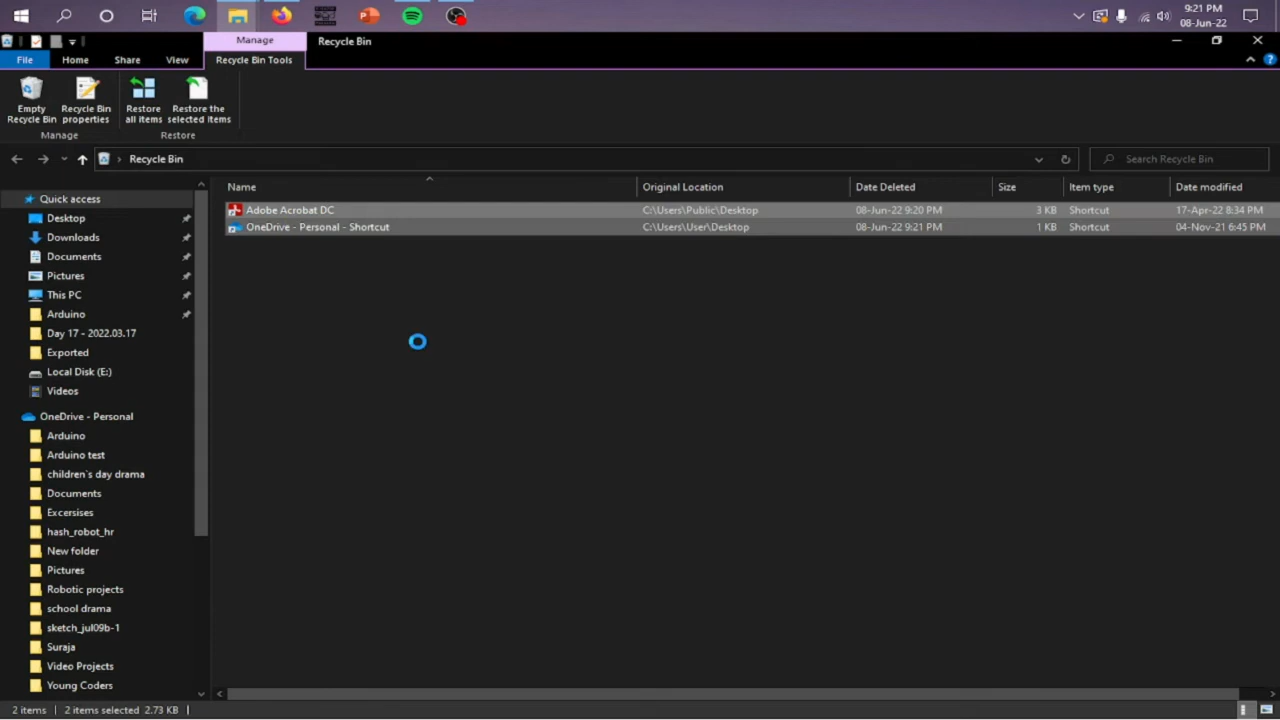 9:21 PM
08-Jun-22
Manage
Recycle Bin
File
Home
Share
View
Recycle Bin Tools
Empty
Recycle Bin
Recycle Bin
properties
Restore
all items
Restore the
selected items
Manage
Restore
Recycle Bin
Search Recycle Bin
Name
Original Location
Date Deleted
Size
Item type
Date modified
Adobe Acrobat DC
C:\Users\Public\Desktop
08-Jun-22 9:20 PM
3 KB
Shortcut
17-Apr-22 8:34 PM
OneDrive - Personal - Shortcut
C:\Users\User\Desktop
08-Jun-22 9:21 PM
1 KB
Shortcut
04-Nov-21 6:45 PM
Quick access
Desktop
Downloads
Documents
Pictures
This PC
Arduino
Day 17 - 2022.03.17
Exported
Local Disk (E:)
Videos
OneDrive - Personal
Arduino
Arduino test
children`s day drama
Documents
Excersises
hash_robot_hr
New folder
Pictures
Robotic projects
school drama
sketch_jul09b-1
Suraja
Video Projects
Young Coders
2 items
2 items selected 2.73 KB